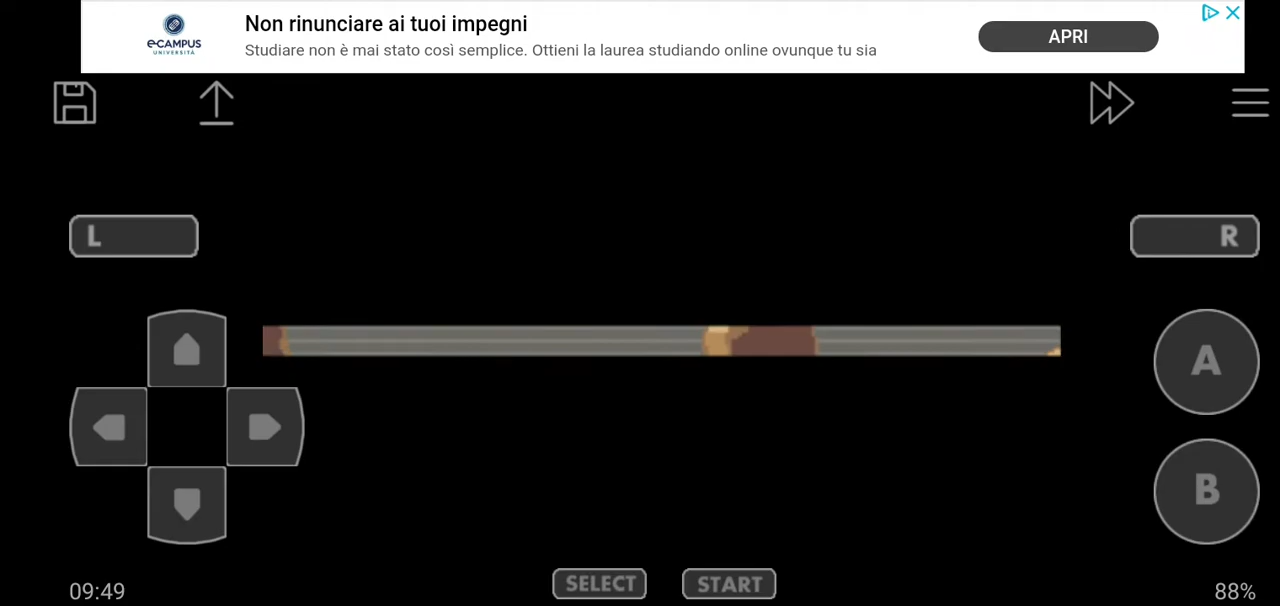 Non rinunciare ai tuoi impegni
e-CAMPUS
UNIVERSITÀ
Studiare non è mai stato così semplice. Ottieni la laurea studiando online ovunque tu sia
APRI
L
R
A
B
SELECT
START
09:49
88%